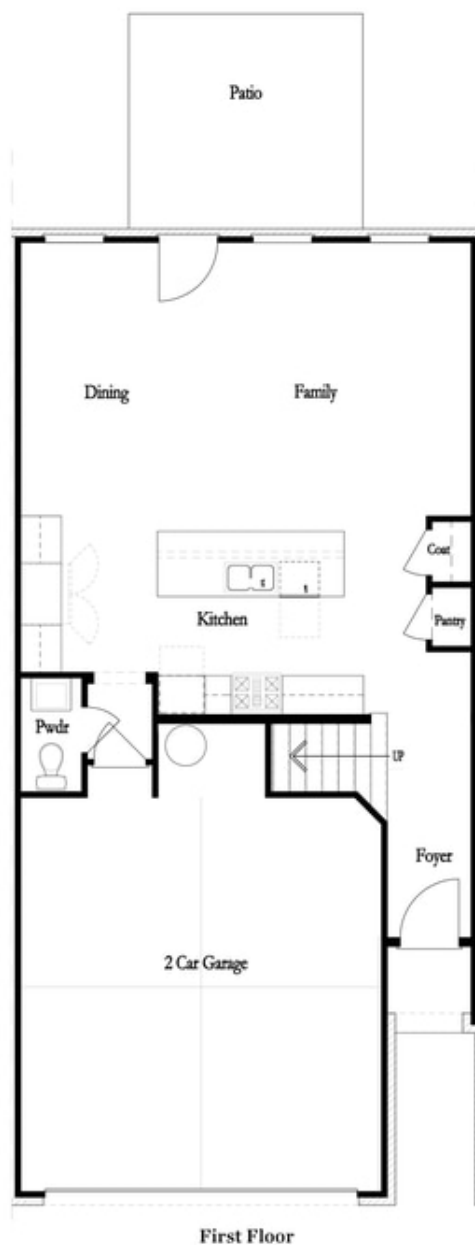 Patio
Dining
Family
Coat
Kitchen
Pantry
Pwdr
UP
Foyer
2 Car Garage
First Floor